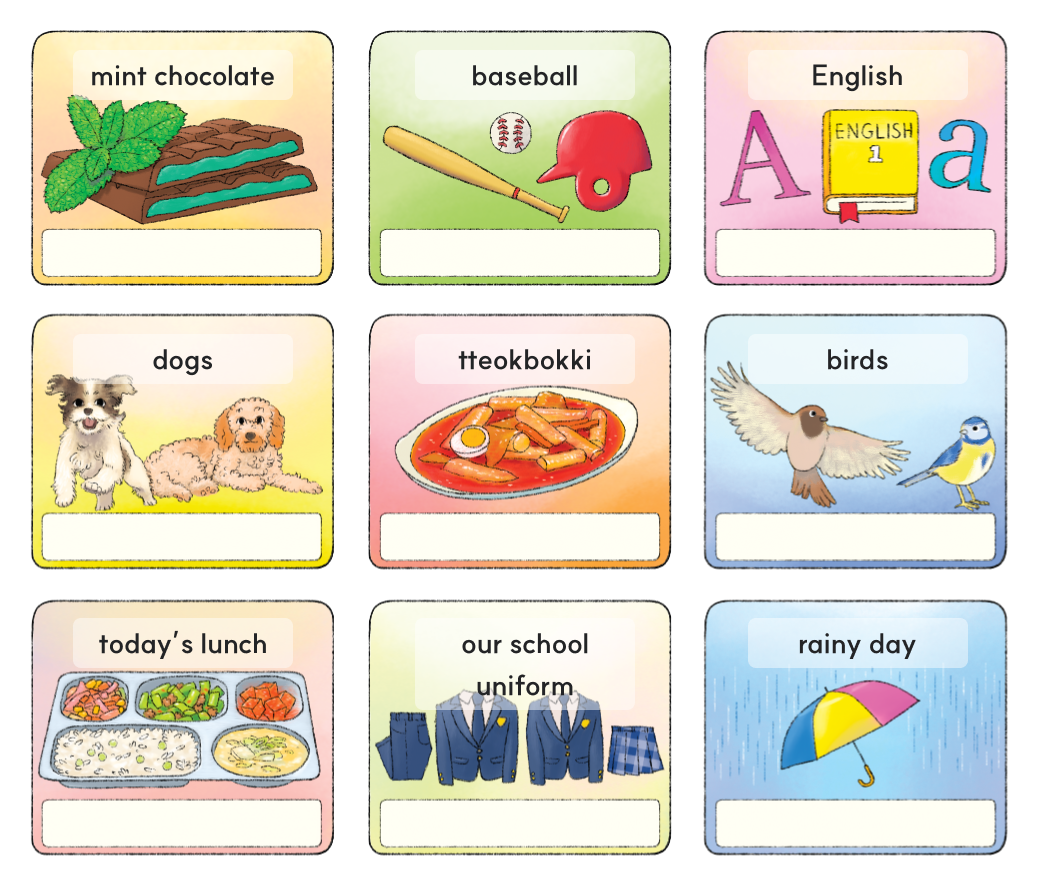 mint chocolate
baseball
English
A
ENGLISH
1
a
dogs
tteokbokki
birds
today's lunch
our school
uniform
rainy day